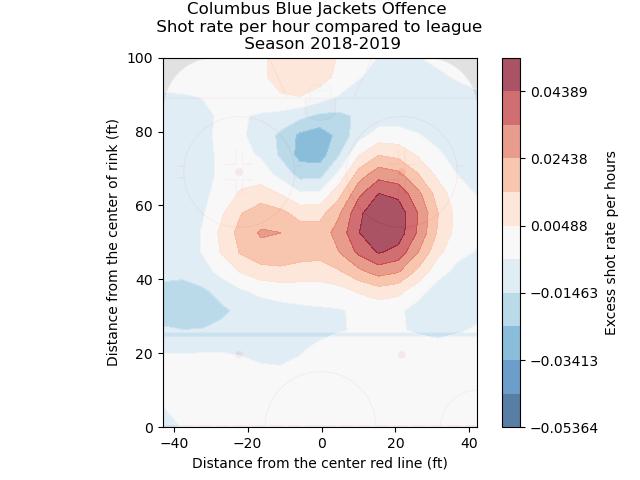 Columbus Blue Jackets Offence
Shot rate per hour compared to league
Season 2018-2019
100
80
60
40
20
0
−40
−20
0
20
40
Distance from the center of rink (ft)
Distance from the center red line (ft)
0.04389
0.02438
0.00488
−0.01463
−0.03413
−0.05364
Excess shot rate per hours